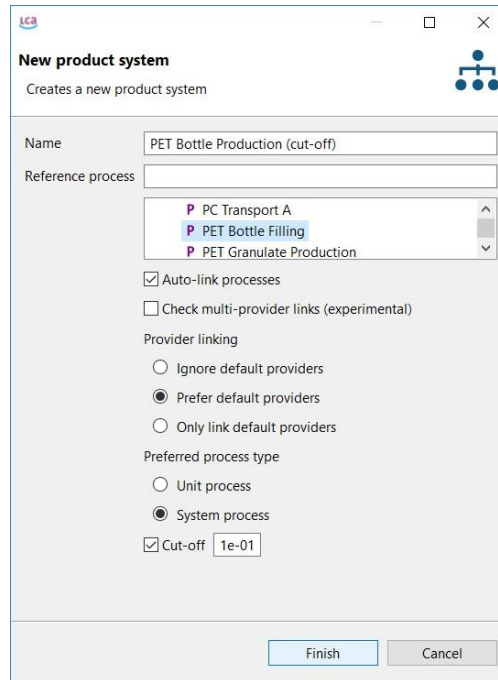 LCA
New product system
Creates a new product system
Name PET Bottle Production (cut-off)
Reference process
P PC Transport A
P PET Bottle Filling
P PET Granulate Production
Auto-link processes
Check multi-provider links (experimental)
Provider linking
Ignore default providers
Prefer default providers
Only link default providers
Preferred process type
Unit process
System process
Cut-off 1e-01
Finish Cancel